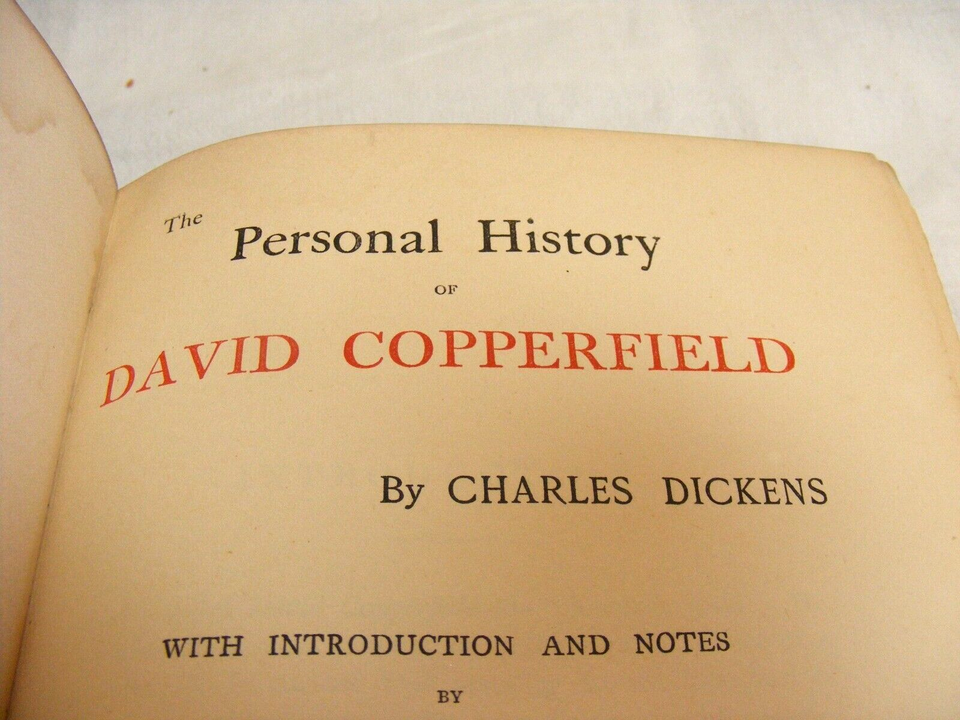 The Personal History
OF
DAVID COPPERFIELD
By CHARLES DICKENS
WITH INTRODUCTION AND NOTES
BY